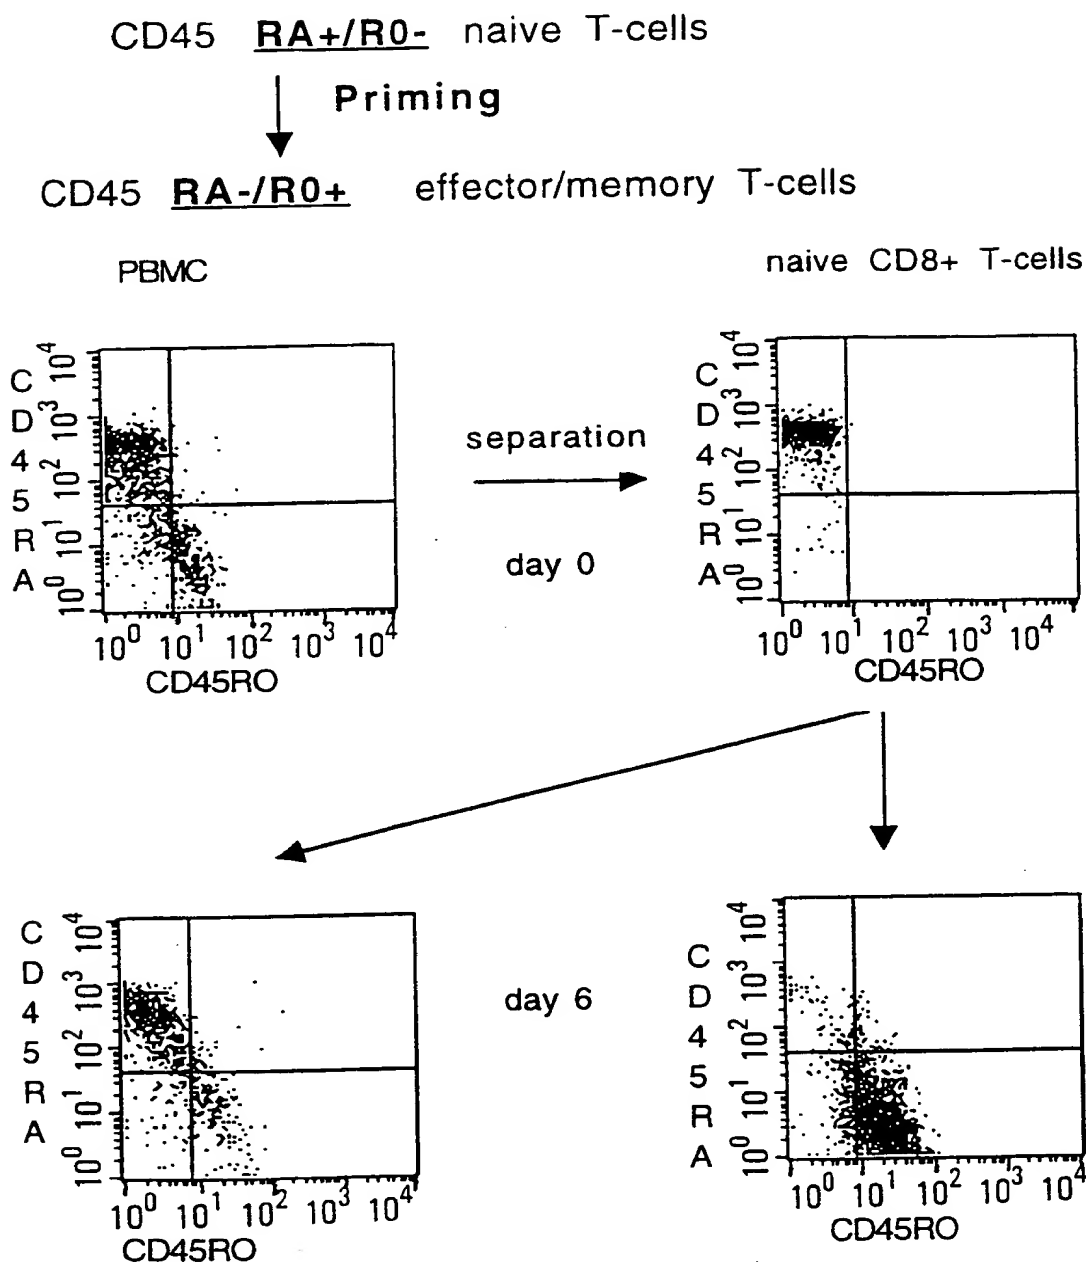 CD45 RA+/R0- naive T-cells
Priming
CD45 RA-/R0+ effector/memory T-cells
PBMC
naive CD8+ T-cells
CD45RA
10^0 10^1 10^2 10^3 10^4
10^0 10^1 10^2 10^3 10^4
CD45RO
separation
day 0
CD45RA
10^0 10^1 10^2 10^3 10^4
10^0 10^1 10^2 10^3 10^4
CD45RO
CD45RA
10^0 10^1 10^2 10^3 10^4
10^0 10^1 10^2 10^3 10^4
CD45RO
day 6
CD45RA
10^0 10^1 10^2 10^3 10^4
10^0 10^1 10^2 10^3 10^4
CD45RO